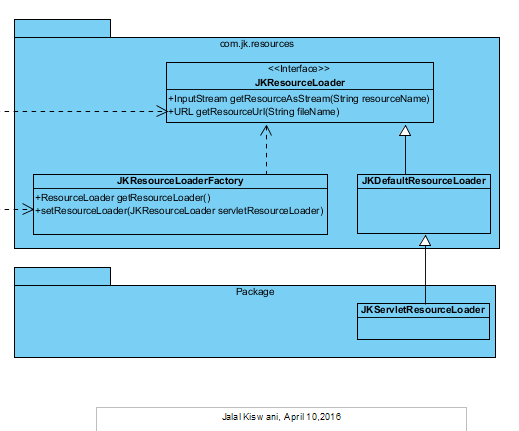 com.jk.resources
<<Interface>>
JKResourceLoader
+InputStream getResourceAsStream(String resourceName)
+URL getResourceUrl(String fileName)
JKResourceLoaderFactory
+ResourceLoader getResourceLoader()
+setResourceLoader(JKResourceLoader servletResourceLoader)
JKDefaultResourceLoader
Package
JKServletResourceLoader
Jalal Kiswani, April 10,2016